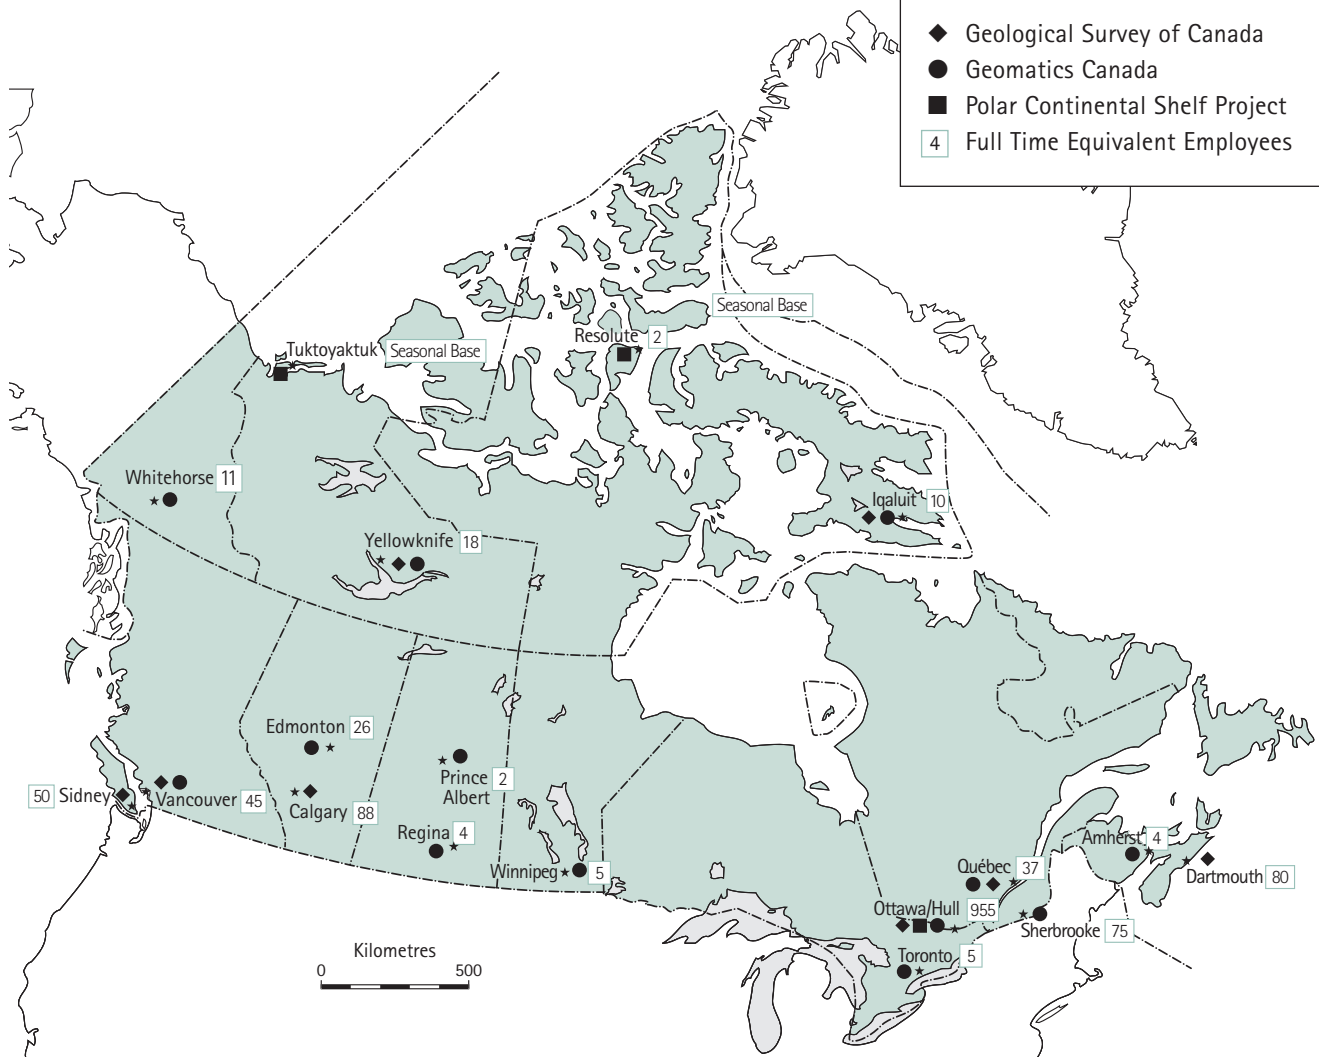 Geological Survey of Canada
Geomatics Canada
Polar Continental Shelf Project
4 Full Time Equivalent Employees
Seasonal Base
Resolute 2
Tuktoyaktuk Seasonal Base
Whitehorse 11
Iqaluit 10
Yellowknife 18
Edmonton 26
Prince
Albert
2
50 Sidney
Vancouver 45
Calgary 88
Regina 4
Winnipeg 5
Amherst 4
Québec 37
Dartmouth 80
Ottawa/Hull 955
Sherbrooke 75
Toronto 5
Kilometres
0 500